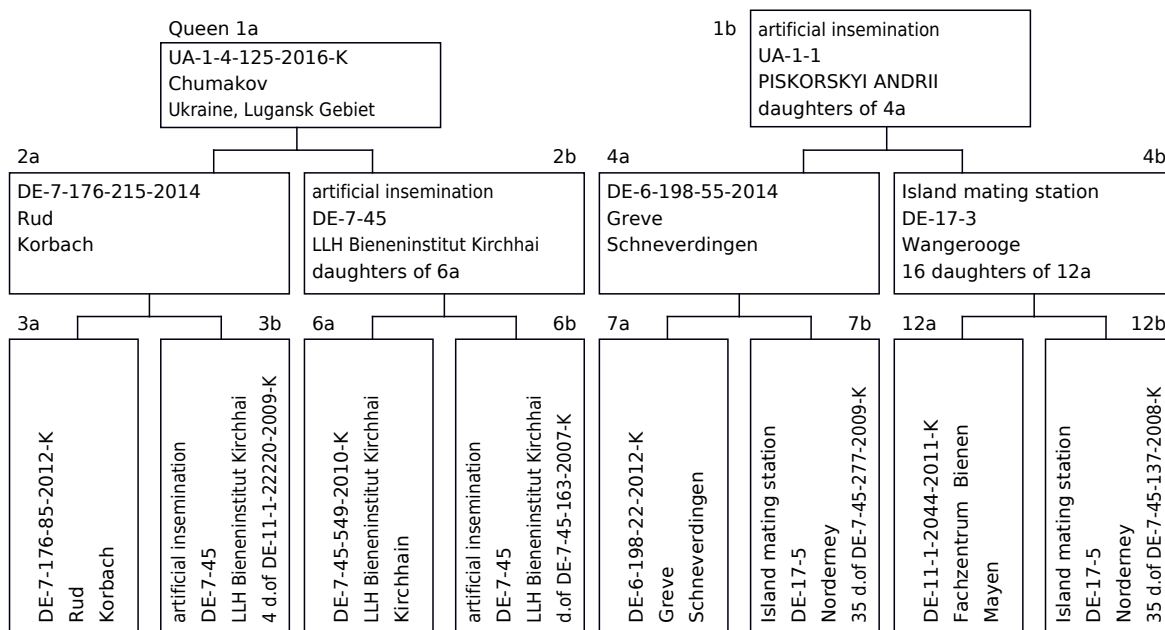 Queen 1a
UA-1-4-125-2016-K
Chumakov
Ukraine, Lugansk Gebiet
1b
artificial insemination
UA-1-1
PISKORSKYI ANDRII
daughters of 4a
2a
DE-7-176-215-2014
Rud
Korbach
2b
artificial insemination
DE-7-45
LLH Bieneninstitut Kirchhai
daughters of 6a
4a
DE-6-198-55-2014
Greve
Schneverdingen
4b
Island mating station
DE-17-3
Wangerooge
16 daughters of 12a
3a
DE-7-176-85-2012-K
Rud
Korbach
3b
artificial insemination
DE-7-45
LLH Bieneninstitut Kirchhai
4 d.of DE-11-1-22220-2009-K
6a
DE-7-45-549-2010-K
LLH Bieneninstitut Kirchhai
Kirchhain
6b
artificial insemination
DE-7-45
LLH Bieneninstitut Kirchhai
d.of DE-7-45-163-2007-K
7a
DE-6-198-22-2012-K
Greve
Schneverdingen
7b
Island mating station
DE-17-5
Norderney
35 d.of DE-7-45-277-2009-K
12a
DE-11-1-2044-2011-K
Fachzentrum Bienen
Mayen
12b
Island mating station
DE-17-5
Norderney
35 d.of DE-7-45-137-2008-K